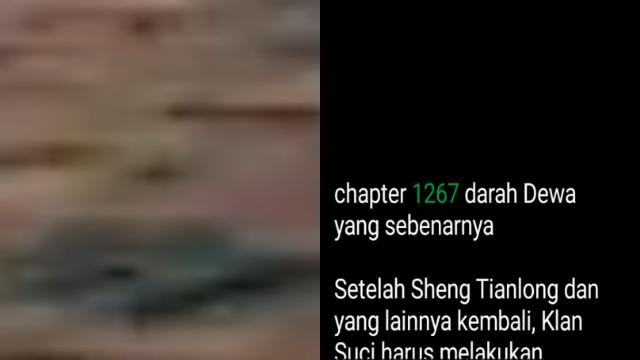 chapter 1267 darah Dewa
yang sebenarnya
Setelah Sheng Tianlong dan
yang lainnya kembali, Klan
Suci harus melakukan